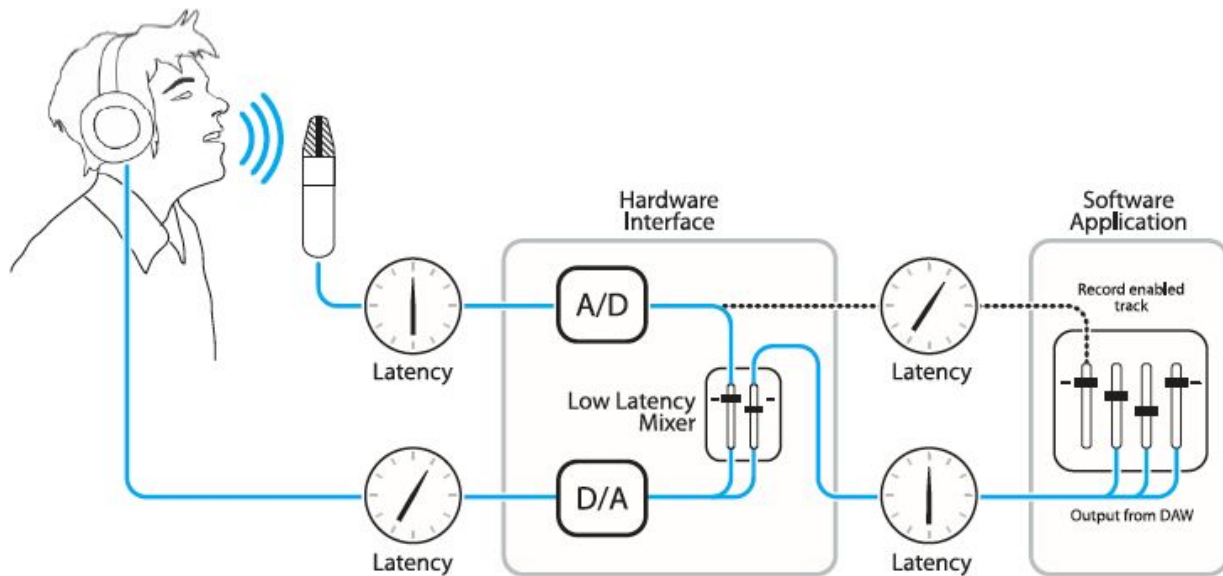 Hardware
Interface
Software
Application
Record enabled
track
A/D
Latency
Latency
Low Latency
Mixer
D/A
Output from DAW
Latency
Latency